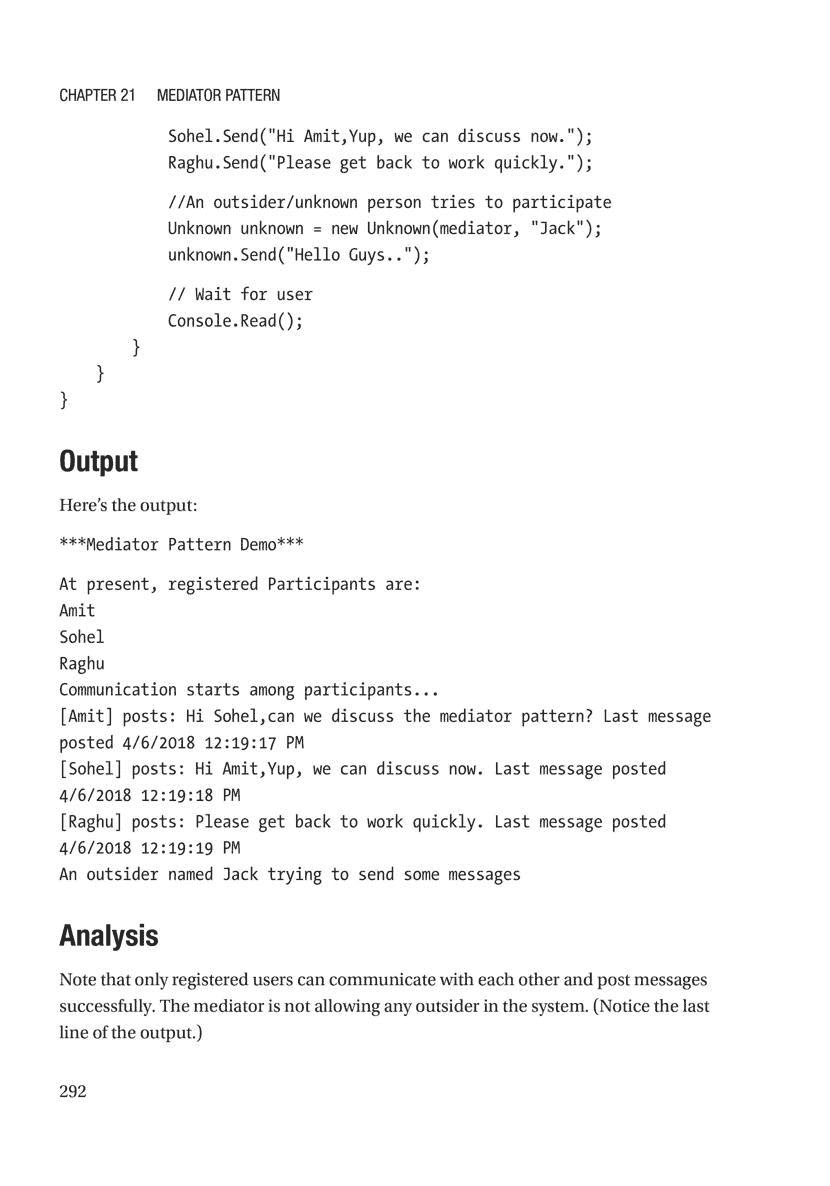 CHAPTER 21 MEDIATOR PATTERN
Sohel.Send("Hi Amit,Yup, we can discuss now.");
Raghu.Send("Please get back to work quickly.");
//An outsider/unknown person tries to participate
Unknown unknown = new Unknown(mediator, "Jack");
unknown.Send("Hello Guys..");
// Wait for user
Console.Read();
}
}
}
Output
Here’s the output:
***Mediator Pattern Demo***
At present, registered Participants are:
Amit
Sohel
Raghu
Communication starts among participants...
[Amit] posts: Hi Sohel,can we discuss the mediator pattern? Last message
posted 4/6/2018 12:19:17 PM
[Sohel] posts: Hi Amit,Yup, we can discuss now. Last message posted
4/6/2018 12:19:18 PM
[Raghu] posts: Please get back to work quickly. Last message posted
4/6/2018 12:19:19 PM
An outsider named Jack trying to send some messages
Analysis
Note that only registered users can communicate with each other and post messages
successfully. The mediator is not allowing any outsider in the system. (Notice the last
line of the output.)
292